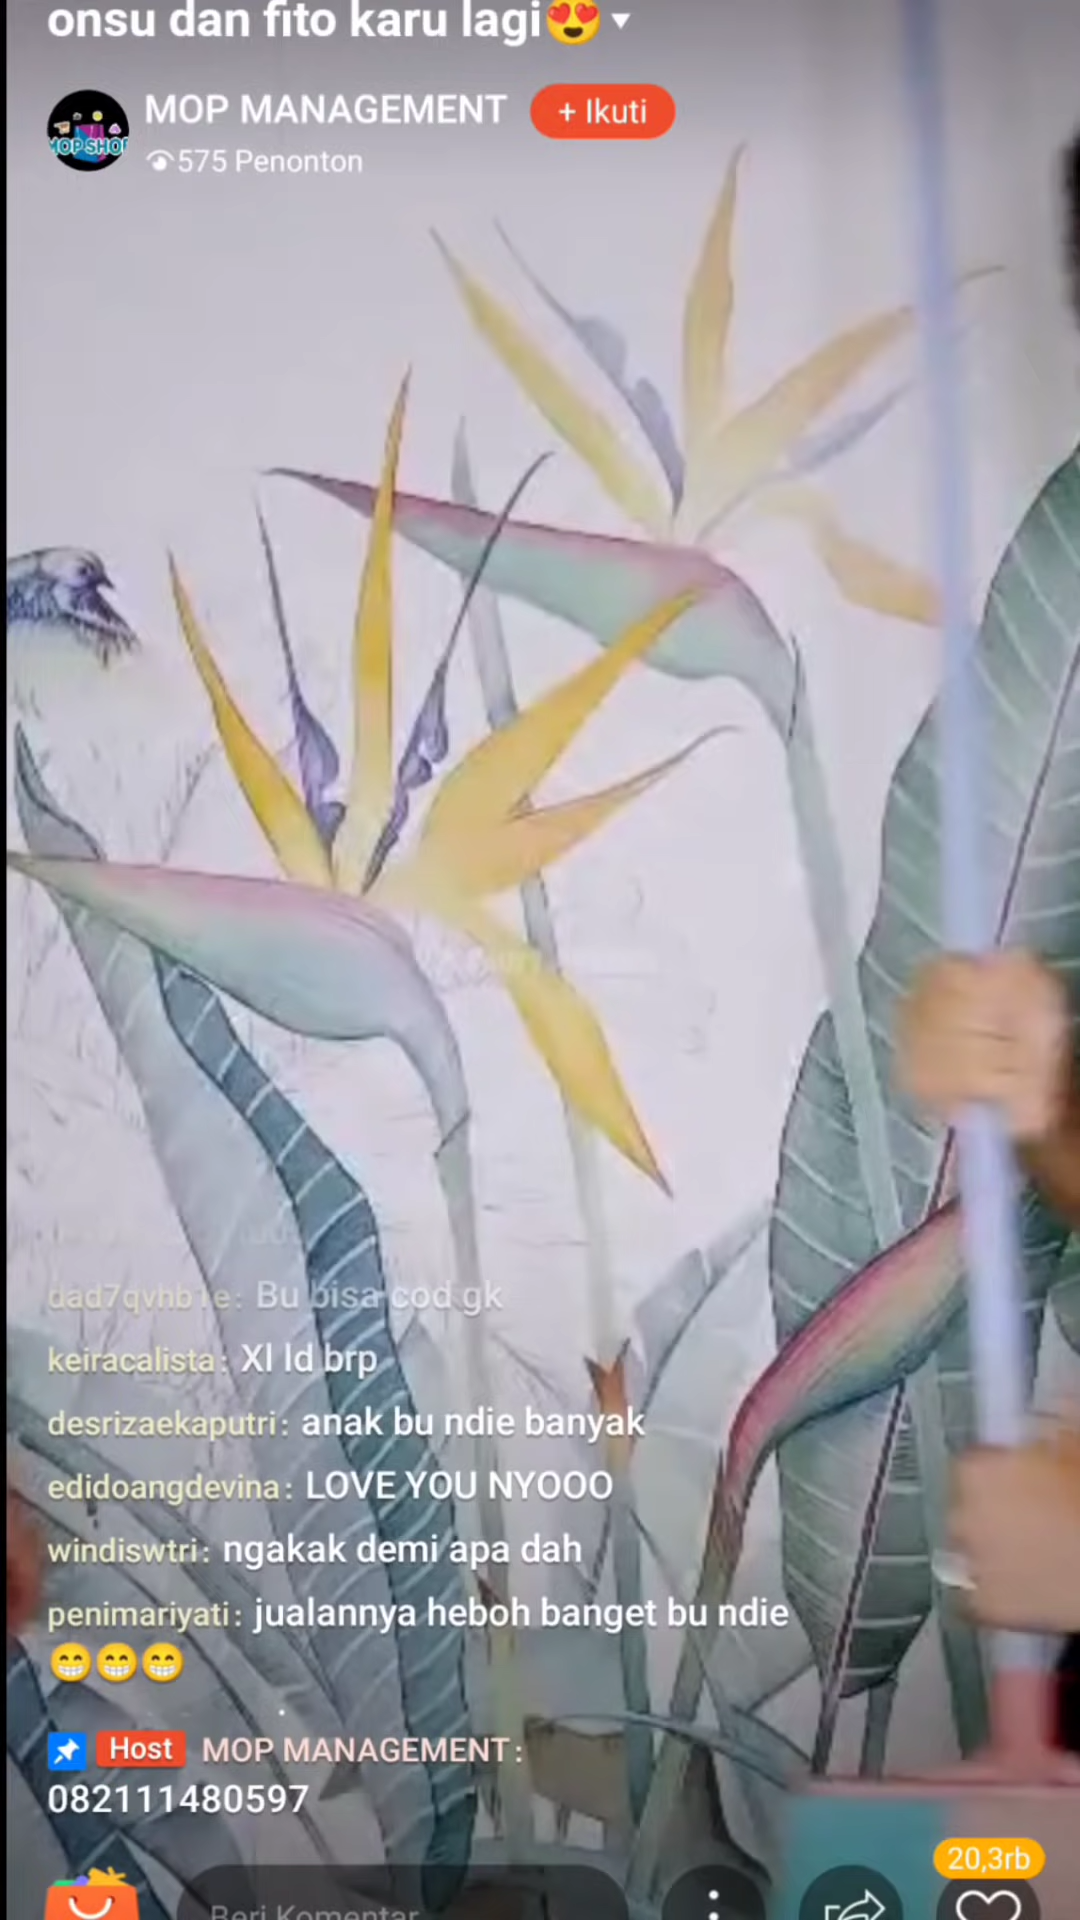 onsu dan fito karu lagi😍 ▼
MOP MANAGEMENT
+ Ikuti
MOP SHOP
575 Penonton
dad7qvhb1e: Bu bisa cod gk
keiracalista: Xl ld brp
desrizaekaputri: anak bu ndie banyak
edidoangdevina: LOVE YOU NYOOO
windiswtri: ngakak demi apa dah
penimariyati: jualannya heboh banget bu ndie
😁😁😁
Host MOP MANAGEMENT:
082111480597
20,3rb
Beri Komentar